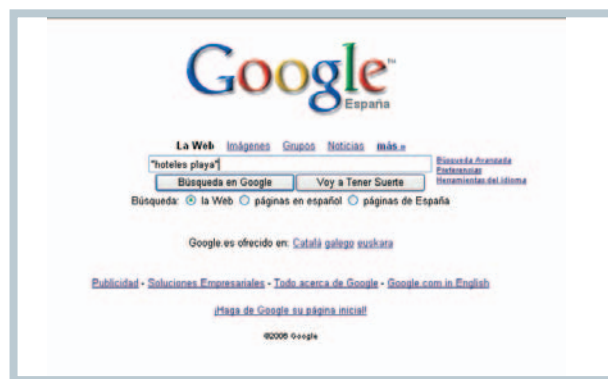 Google™
España
La Web Imágenes Grupos Noticias más »
"hoteles playa"
Búsqueda Avanzada
Preferencias
Herramientas del idioma
Búsqueda en Google Voy a Tener Suerte
Búsqueda: la Web páginas en español páginas de España
Google.es ofrecido en: Català galego euskara
Publicidad - Soluciones Empresariales - Todo acerca de Google - Google.com in English
¡Haga de Google su página inicial!
©2006 Google